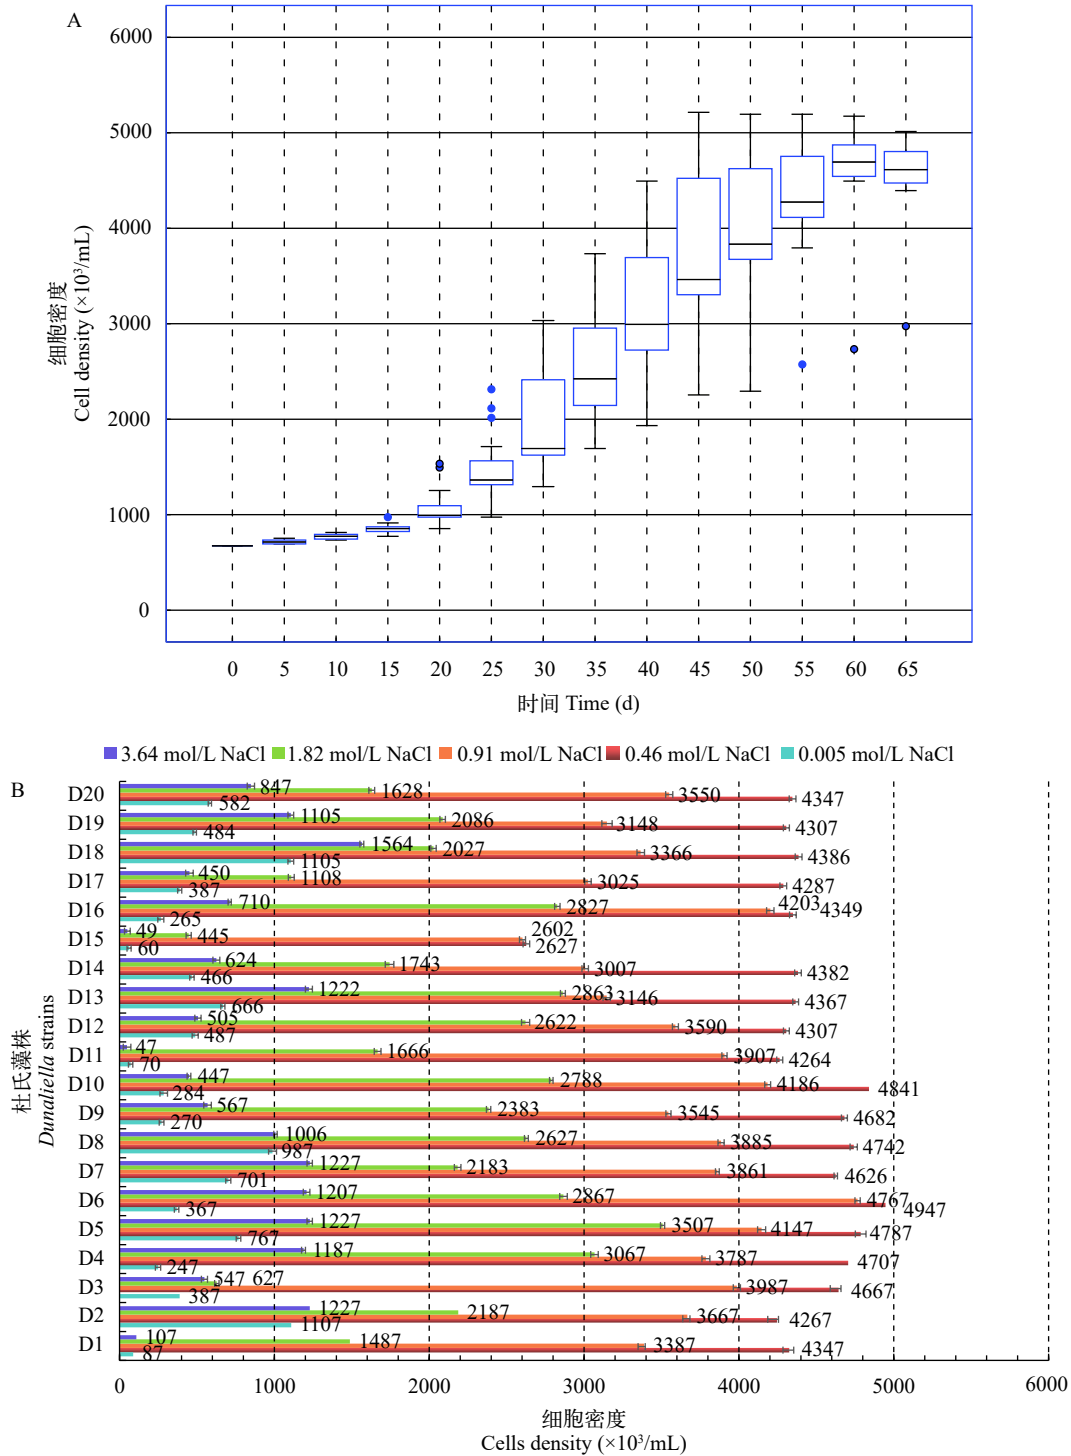 A
6000
5000
4000
3000
2000
1000
0
细胞密度
Cell density (×10³/mL)
0 5 10 15 20 25 30 35 40 45 50 55 60 65
时间 Time (d)
3.64 mol/L NaCl 1.82 mol/L NaCl 0.91 mol/L NaCl 0.46 mol/L NaCl 0.005 mol/L NaCl
B
杜氏藻株
Dunaliella strains
D20 847 1628 3550 4347 582
D19 1105 2086 3148 4307 484
D18 1564 2027 3366 4386 1105
D17 450 1108 3025 4287 387
D16 710 2827 4203 4349 265
D15 49 445 2602 2627 60
D14 624 1743 3007 4382 466
D13 1222 2863 3146 4367 666
D12 505 2622 3590 4307 487
D11 47 1666 3907 4264 70
D10 447 2788 4186 4841 284
D9 567 2383 3545 4682 270
D8 1006 2627 3885 4742 987
D7 1227 2183 3861 4626 701
D6 1207 2867 4767 4947 367
D5 1227 3507 4147 4787 767
D4 1187 3067 3787 4707 247
D3 547 627 3987 4667 387
D2 1227 2187 3667 4267 1107
D1 107 1487 3387 4347 87
0 1000 2000 3000 4000 5000 6000
细胞密度
Cells density (×10³/mL)